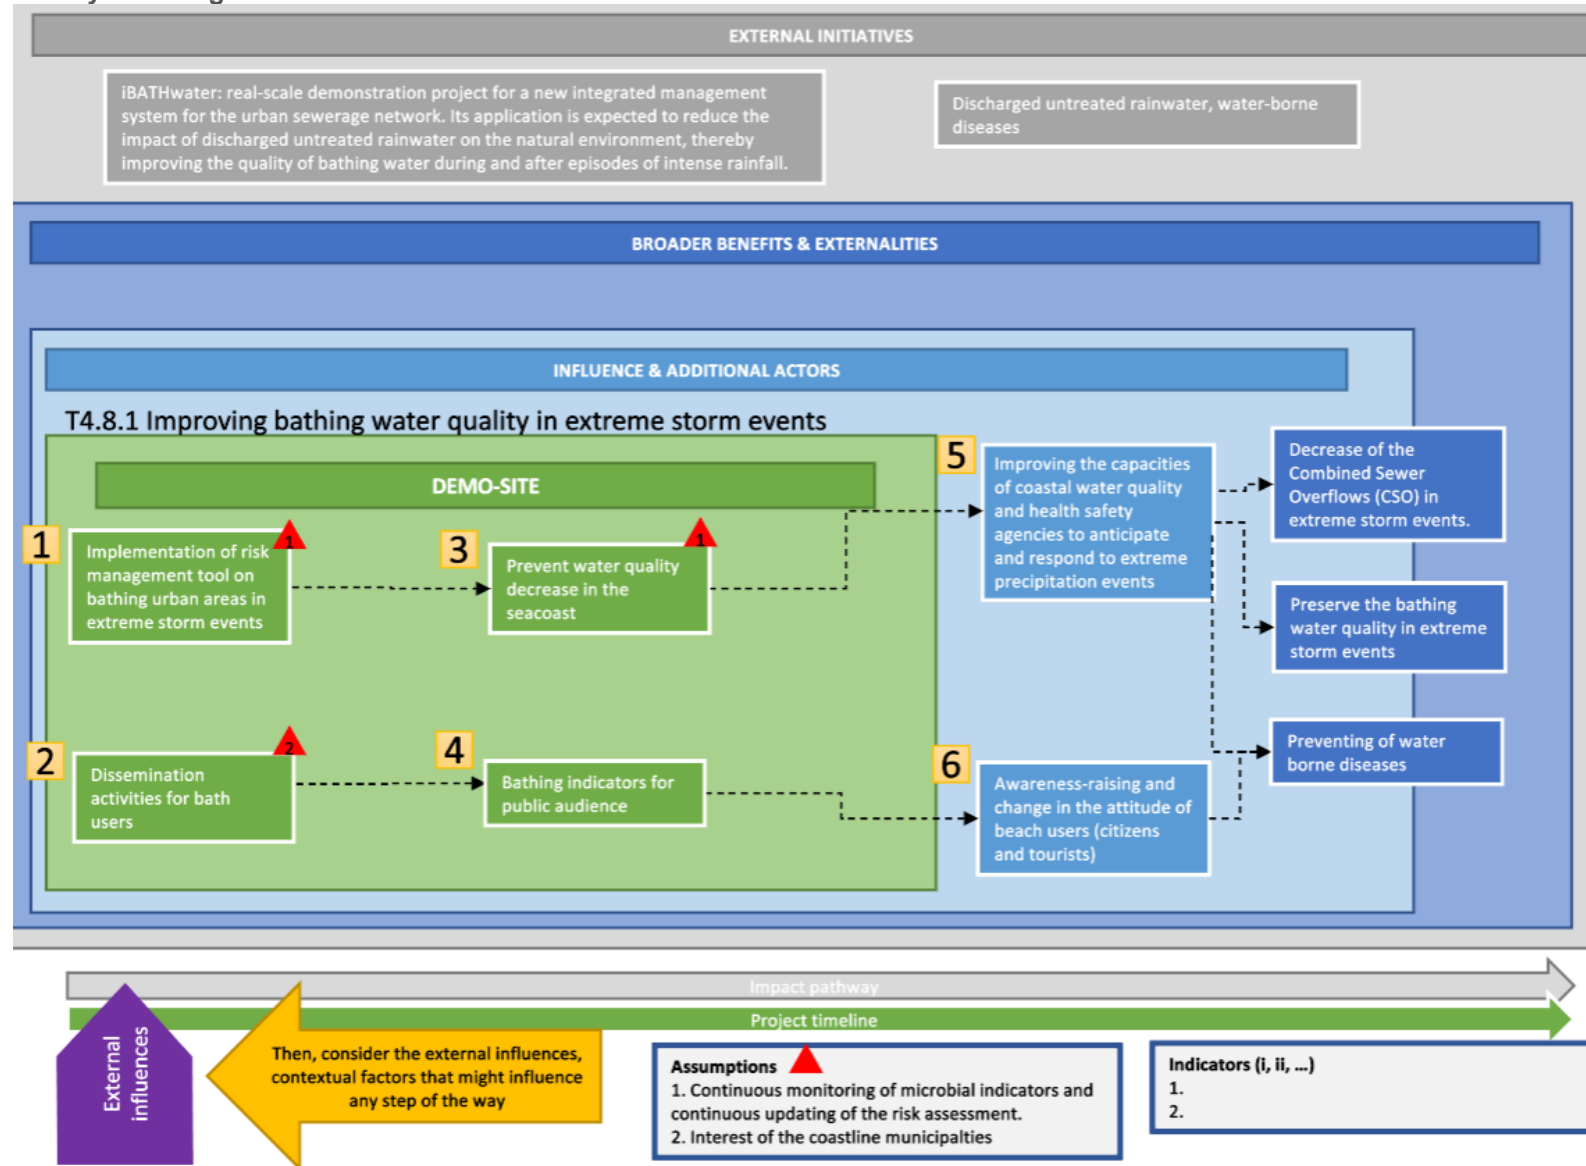 EXTERNAL INITIATIVES
iBATHwater: real-scale demonstration project for a new integrated management
system for the urban sewerage network. Its application is expected to reduce the
impact of discharged untreated rainwater on the natural environment, thereby
improving the quality of bathing water during and after episodes of intense rainfall.
Discharged untreated rainwater, water-borne
diseases
BROADER BENEFITS & EXTERNALITIES
INFLUENCE & ADDITIONAL ACTORS
T4.8.1 Improving bathing water quality in extreme storm events
DEMO-SITE
1
1
Implementation of risk
management tool on
bathing urban areas in
extreme storm events
3
1
Prevent water quality
decrease in the
seacoast
5
Improving the capacities
of coastal water quality
and health safety
agencies to anticipate
and respond to extreme
precipitation events
Decrease of the
Combined Sewer
Overflows (CSO) in
extreme storm events.
Preserve the bathing
water quality in extreme
storm events
2
2
Dissemination
activities for bath
users
4
Bathing indicators for
public audience
6
Awareness-raising and
change in the attitude of
beach users (citizens
and tourists)
Preventing of water
borne diseases
Impact pathway
Project timeline
External
influences
Then, consider the external influences,
contextual factors that might influence
any step of the way
Assumptions
1. Continuous monitoring of microbial indicators and
continuous updating of the risk assessment.
2. Interest of the coastline municipalties
Indicators (i, ii, ...)
1.
2.